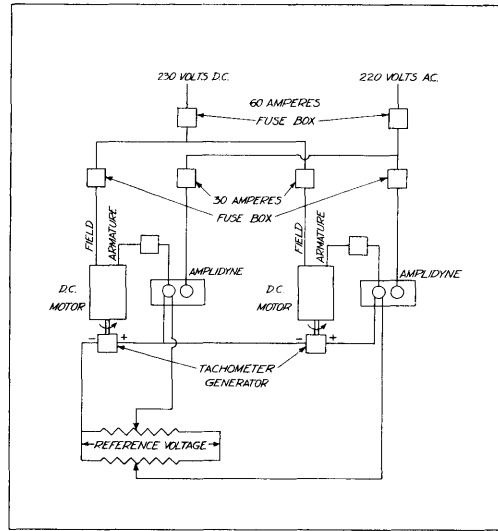 230 VOLTS D.C.
220 VOLTS A.C.
60 AMPERES
FUSE BOX
30 AMPERES
FUSE BOX
FIELD
ARMATURE
FIELD
ARMATURE
AMPLIDYNE
AMPLIDYNE
D.C.
MOTOR
D.C.
MOTOR
- +
- +
TACHOMETER
GENERATOR
REFERENCE VOLTAGE